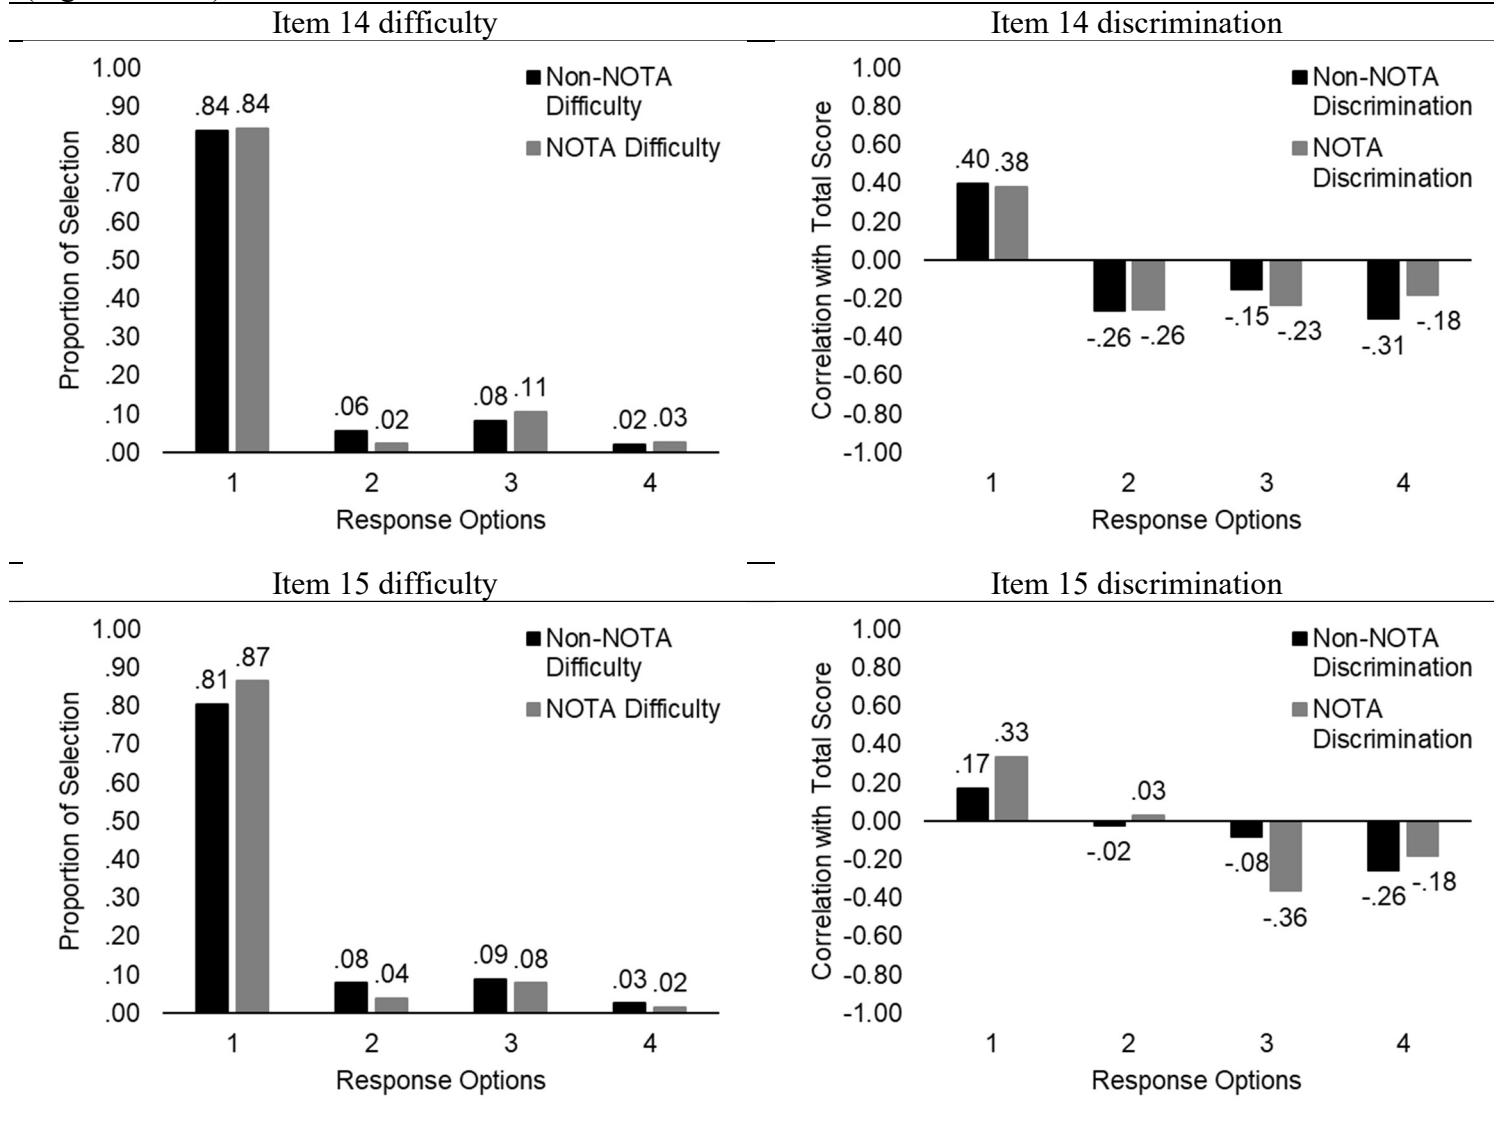 Item 14 difficulty
1.00
.90
.80
.70
.60
.50
.40
.30
.20
.10
.00
Proportion of Selection
.84 .84
.06 .02
.08 .11
.02 .03
Non-NOTA
Difficulty
NOTA Difficulty
1 2 3 4
Response Options
Item 14 discrimination
1.00
0.80
0.60
0.40
0.20
0.00
-0.20
-0.40
-0.60
-0.80
-1.00
Correlation with Total Score
.40 .38
-.26 -.26
-.15 -.23
-.31 -.18
Non-NOTA
Discrimination
NOTA
Discrimination
1 2 3 4
Response Options
Item 15 difficulty
1.00
.90
.80
.70
.60
.50
.40
.30
.20
.10
.00
Proportion of Selection
.81 .87
.08 .04
.09 .08
.03 .02
Non-NOTA
Difficulty
NOTA Difficulty
1 2 3 4
Response Options
Item 15 discrimination
1.00
0.80
0.60
0.40
0.20
0.00
-0.20
-0.40
-0.60
-0.80
-1.00
Correlation with Total Score
.17 .33
-.02 .03
-.08 -.36
-.26 -.18
Non-NOTA
Discrimination
NOTA
Discrimination
1 2 3 4
Response Options